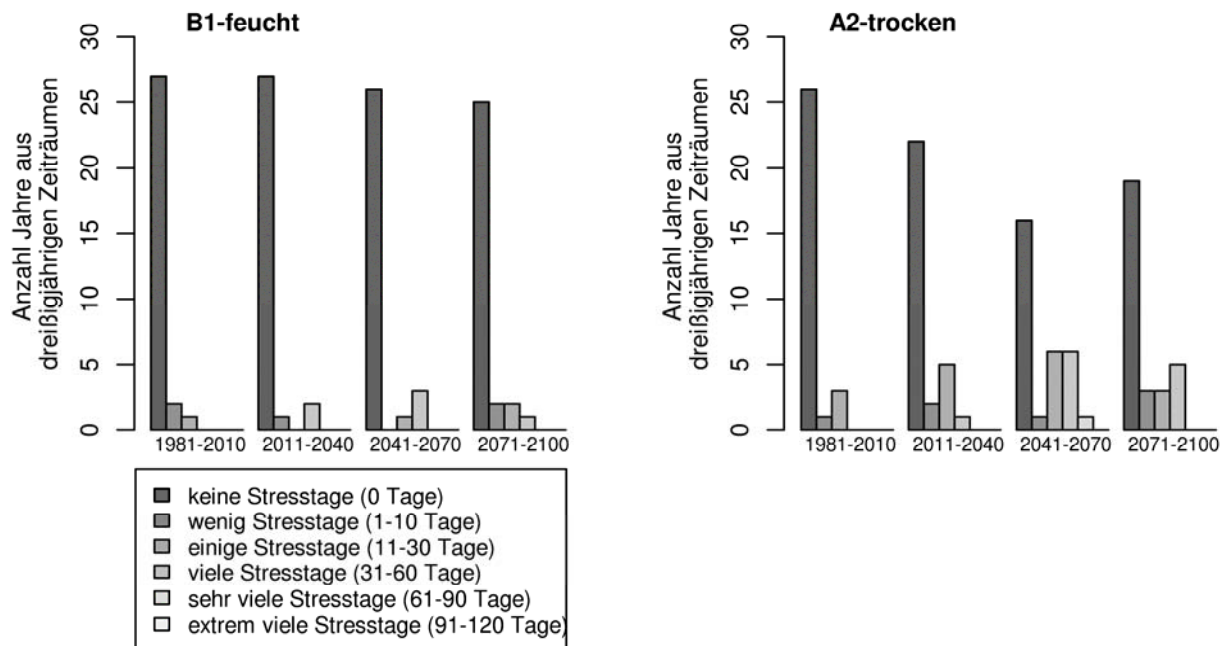 B1-feucht
Anzahl Jahre aus
dreißigjährigen Zeiträumen
30
25
20
15
10
5
0
1981-2010 2011-2040 2041-2070 2071-2100
A2-trocken
Anzahl Jahre aus
dreißigjährigen Zeiträumen
30
25
20
15
10
5
0
1981-2010 2011-2040 2041-2070 2071-2100
keine Stresstage (0 Tage)
wenig Stresstage (1-10 Tage)
einige Stresstage (11-30 Tage)
viele Stresstage (31-60 Tage)
sehr viele Stresstage (61-90 Tage)
extrem viele Stresstage (91-120 Tage)